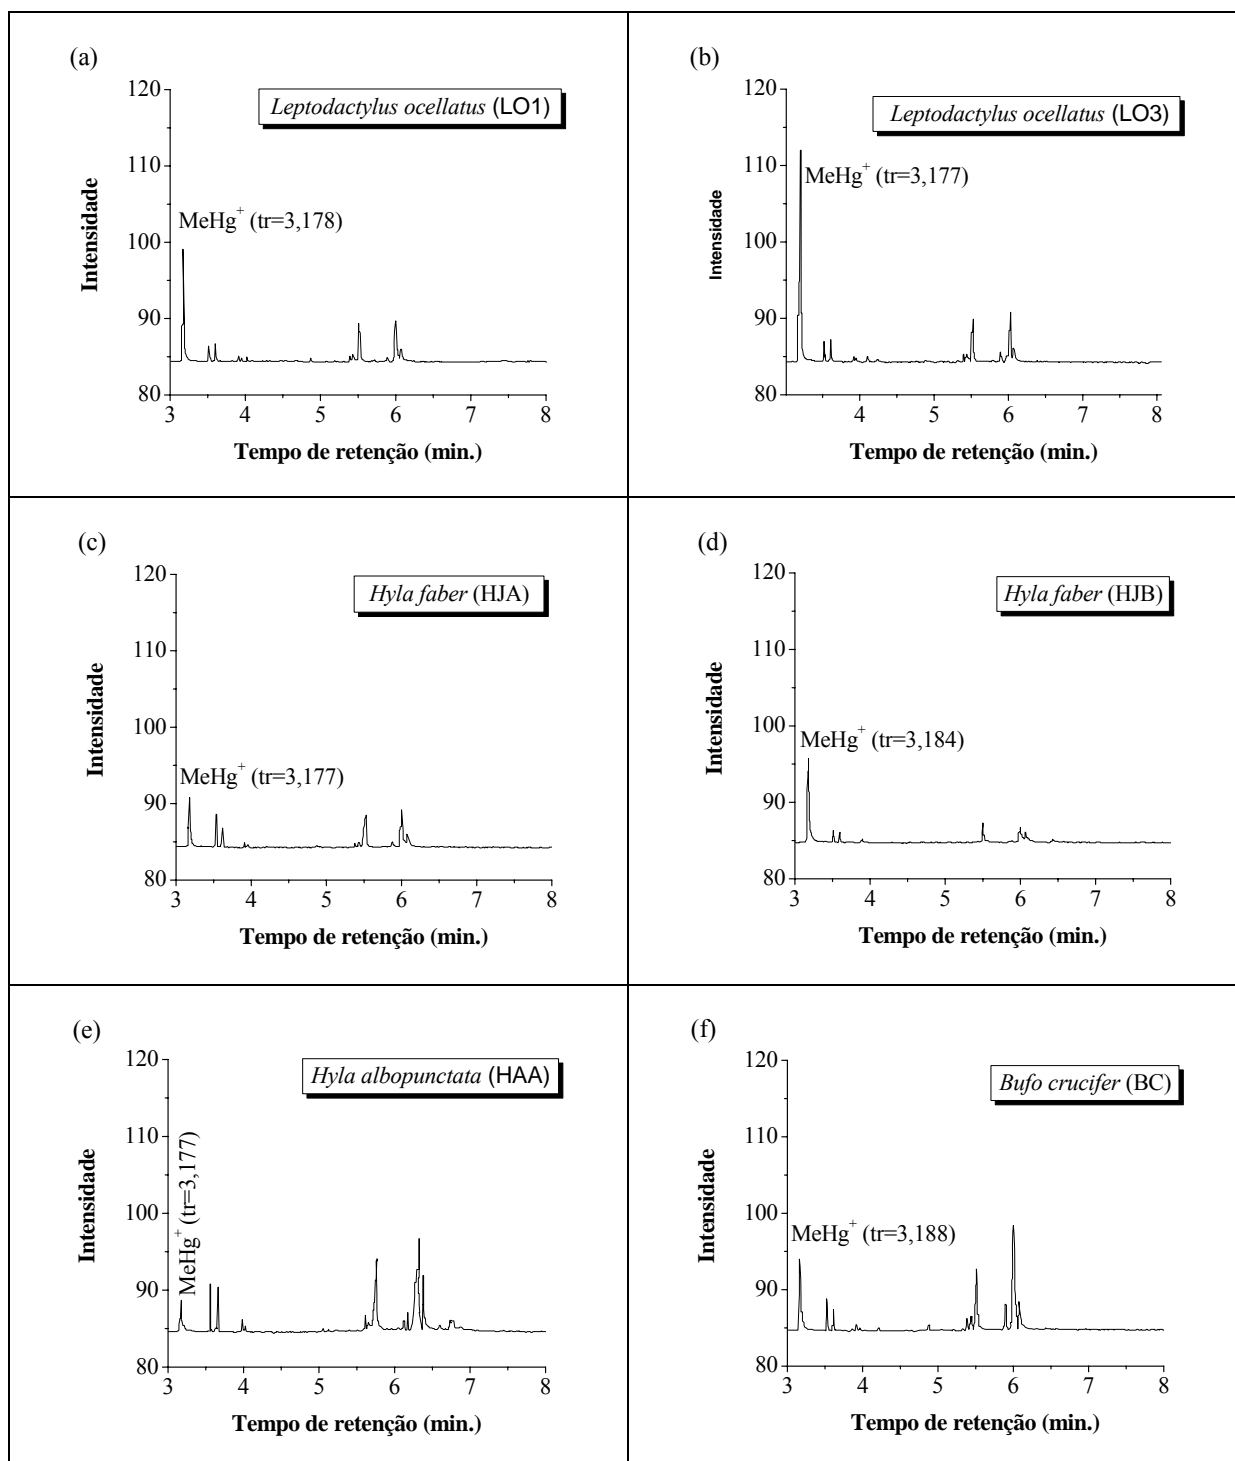 (a)
Leptodactylus ocellatus (LO1)
MeHg+ (tr=3,178)
Intensidade
120
110
100
90
80
3 4 5 6 7 8
Tempo de retenção (min.)
(b)
Leptodactylus ocellatus (LO3)
MeHg+ (tr=3,177)
Intensidade
120
110
100
90
80
4 5 6 7 8
Tempo de retenção (min.)
(c)
Hyla faber (HJA)
MeHg+ (tr=3,177)
Intensidade
120
110
100
90
80
3 4 5 6 7 8
Tempo de retenção (min.)
(d)
Hyla faber (HJB)
MeHg+ (tr=3,184)
Intensidade
120
110
100
90
80
3 4 5 6 7 8
Tempo de retenção (min.)
(e)
Hyla albopunctata (HAA)
MeHg+ (tr=3,177)
Intensidade
120
110
100
90
80
3 4 5 6 7 8
Tempo de retenção (min.)
(f)
Bufo crucifer (BC)
MeHg+ (tr=3,188)
Intensidade
120
110
100
90
80
3 4 5 6 7 8
Tempo de retenção (min.)